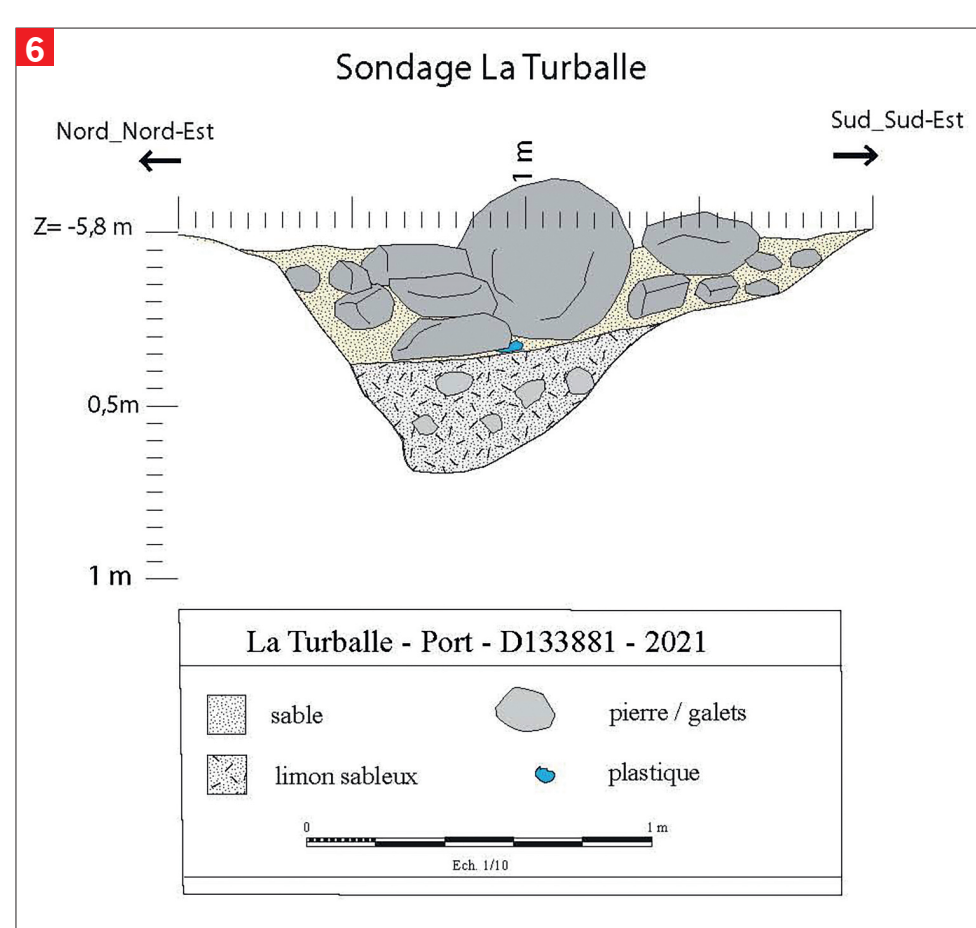 6
Sondage La Turballe
Nord_Nord-Est
Sud_Sud-Est
1 m
Z= -5,8 m
0,5m
1 m
La Turballe - Port - D133881 - 2021
sable
pierre / galets
limon sableux
plastique
0
1 m
Ech. 1/10